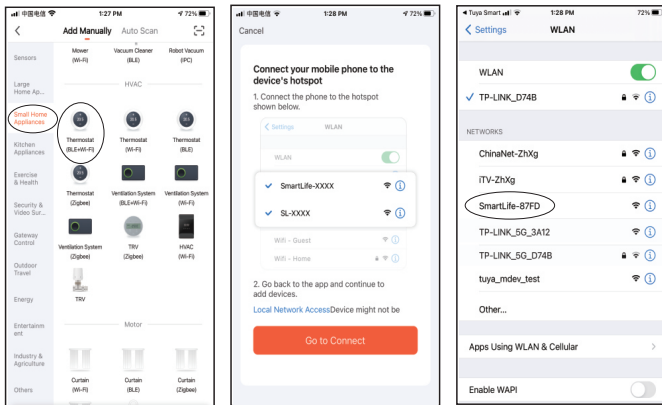 中国电信 1:27 PM 72%
Add Manually Auto Scan
Sensors
Large
Home Ap...
Small Home
Appliances
Kitchen
Appliances
Exercise
& Health
Security &
Video Sur...
Gateway
Control
Outdoor
Travel
Energy
Entertainm
ent
Industry &
Agriculture
Others
Mower
(Wi-Fi)
Vacuum Cleaner
(BLE)
Robot Vacuum
(IPC)
HVAC
Thermostat
(BLE+Wi-Fi)
Thermostat
(Wi-Fi)
Thermostat
(BLE)
Thermostat
(Zigbee)
Ventilation System
(BLE+Wi-Fi)
Ventilation System
(Wi-Fi)
Ventilation System
(Zigbee)
TRV
(Zigbee)
HVAC
(Wi-Fi)
TRV
Motor
Curtain
(Wi-Fi)
Curtain
(BLE)
Curtain
(Zigbee)
中国电信 1:28 PM 72%
Cancel
Connect your mobile phone to the
device's hotspot
1. Connect the phone to the hotspot
shown below.
Settings WLAN
WLAN
SmartLife-XXXX
SL-XXXX
Wifi - Guest
Wifi - Home
2. Go back to the app and continue to
add devices.
Local Network AccessDevice might not be
Go to Connect
Tuya Smart 1:28 PM 72%
Settings WLAN
WLAN
TP-LINK_D74B
NETWORKS
ChinaNet-ZhXg
iTV-ZhXg
SmartLife-87FD
TP-LINK_5G_3A12
TP-LINK_5G_D74B
tuya_mdev_test
Other...
Apps Using WLAN & Cellular
Enable WAPI